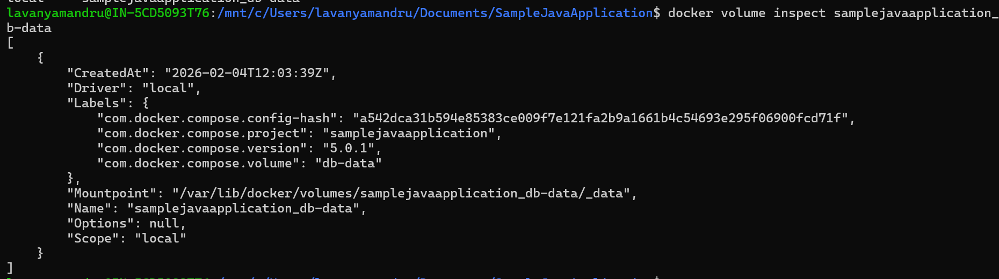 local     samplejavaapplication_db-data
lavanyamandru@IN-5CD5093T76:/mnt/c/Users/lavanyamandru/Documents/SampleJavaApplication$ docker volume inspect samplejavaapplication_
b-data
[
    {
        "CreatedAt": "2026-02-04T12:03:39Z",
        "Driver": "local",
        "Labels": {
            "com.docker.compose.config-hash": "a542dca31b594e85383ce009f7e121fa2b9a1661b4c54693e295f06900fcd71f",
            "com.docker.compose.project": "samplejavaapplication",
            "com.docker.compose.version": "5.0.1",
            "com.docker.compose.volume": "db-data"
        },
        "Mountpoint": "/var/lib/docker/volumes/samplejavaapplication_db-data/_data",
        "Name": "samplejavaapplication_db-data",
        "Options": null,
        "Scope": "local"
    }
]